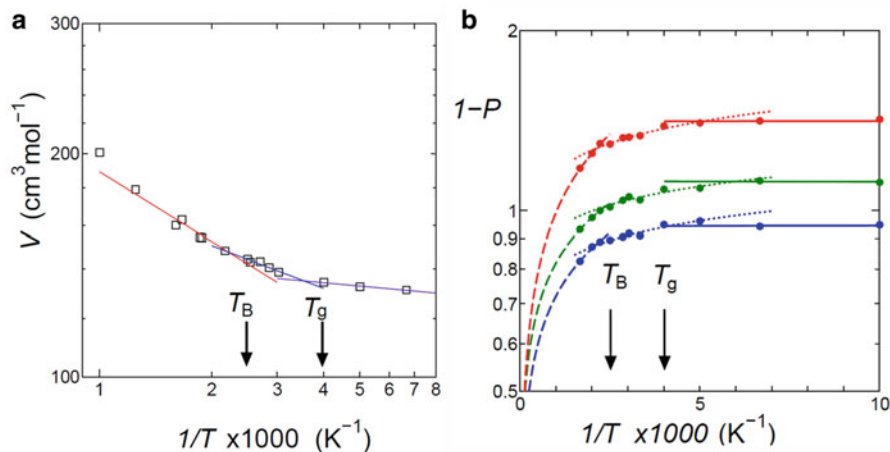 a
300
200
100
V (cm³mol⁻¹)
T_B
T_g
1
2
3
4
5
6
7
8
1/T x1000 (K⁻¹)
b
2
1-P
1
0.9
0.8
0.7
0.6
0.5
T_B
T_g
0
5
10
1/T x1000 (K⁻¹)